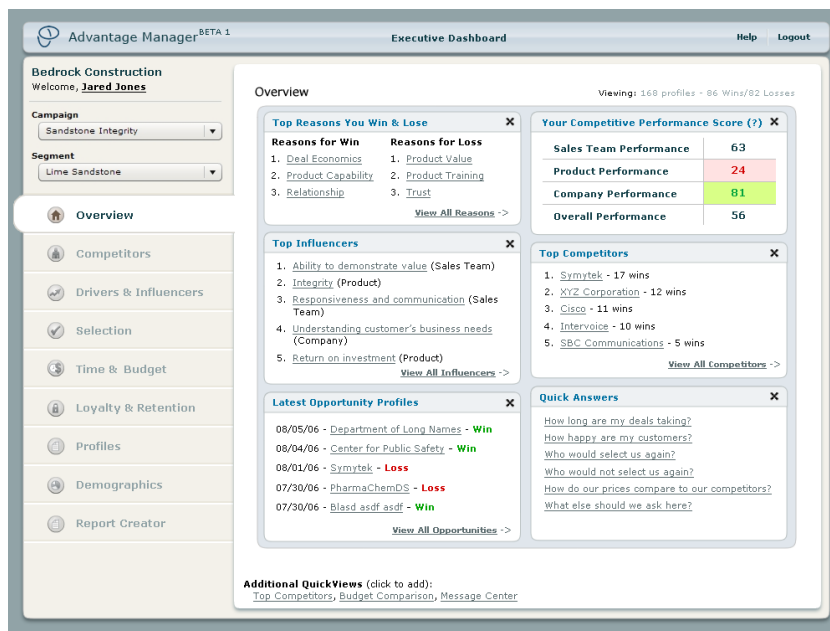 Advantage Manager BETA 1
Executive Dashboard
Help Logout
Bedrock Construction
Welcome, Jared Jones
Campaign
Sandstone Integrity
Segment
Lime Sandstone
Overview
Competitors
Drivers & Influencers
Selection
Time & Budget
Loyalty & Retention
Profiles
Demographics
Report Creator
Overview
Viewing: 168 profiles - 86 Wins/82 Losses
Top Reasons You Win & Lose
Reasons for Win
1. Deal Economics
2. Product Capability
3. Relationship
Reasons for Loss
1. Product Value
2. Product Training
3. Trust
View All Reasons ->
Your Competitive Performance Score (?)
Sales Team Performance 63
Product Performance 24
Company Performance 81
Overall Performance 56
Top Influencers
1. Ability to demonstrate value (Sales Team)
2. Integrity (Product)
3. Responsiveness and communication (Sales
Team)
4. Understanding customer's business needs
(Company)
5. Return on investment (Product)
View All Influencers ->
Top Competitors
1. Symytek - 17 wins
2. XYZ Corporation - 12 wins
3. Cisco - 11 wins
4. Intervoice - 10 wins
5. SBC Communications - 5 wins
View All Competitors ->
Latest Opportunity Profiles
08/05/06 - Department of Long Names - Win
08/04/06 - Center for Public Safety - Win
08/01/06 - Symytek - Loss
07/30/06 - PharmaChemDS - Loss
07/30/06 - Blasd asdf asdf - Win
View All Opportunities ->
Quick Answers
How long are my deals taking?
How happy are my customers?
Who would select us again?
Who would not select us again?
How do our prices compare to our competitors?
What else should we ask here?
Additional QuickViews (click to add):
Top Competitors, Budget Comparison, Message Center